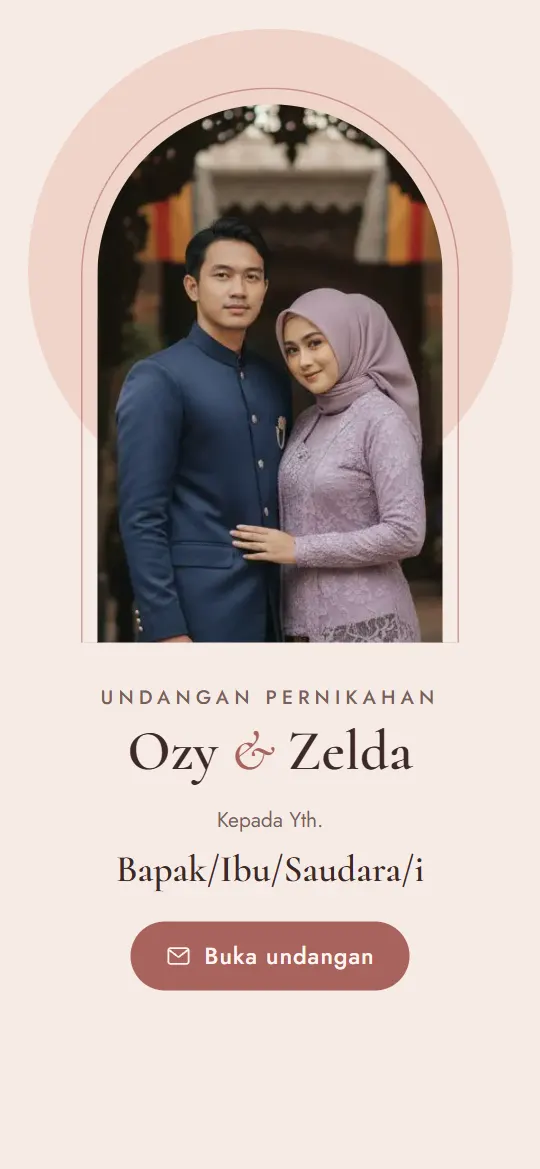 UNDANGAN PERNIKAHAN
Ozy & Zelda
Kepada Yth.
Bapak/Ibu/Saudara/i
Buka undangan